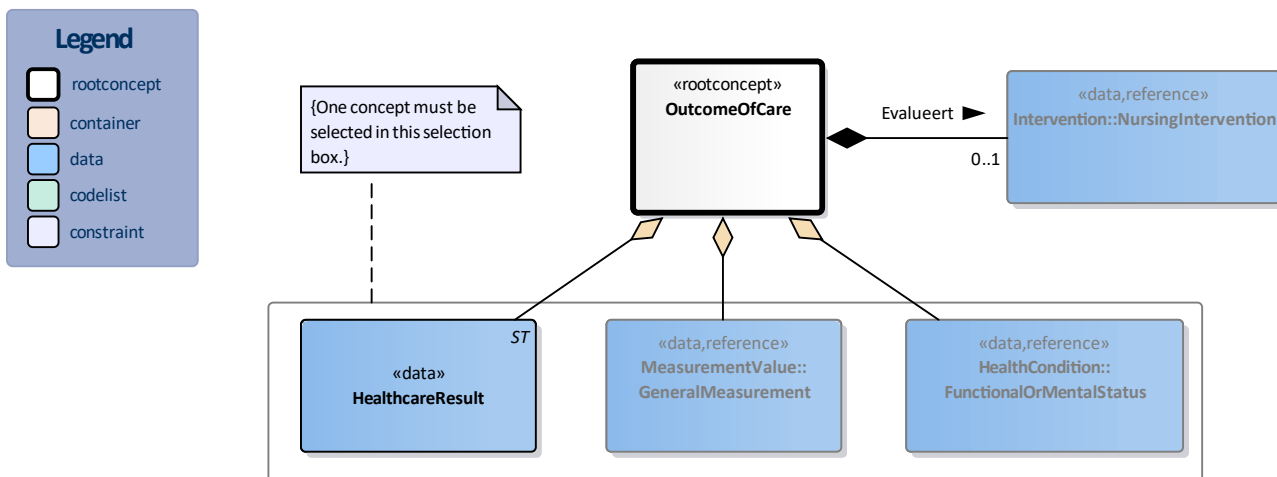 Legend
rootconcept
container
data
codelist
constraint
{One concept must be
selected in this selection
box.}
«rootconcept»
OutcomeOfCare
Evalueert
0..1
«data,reference»
Intervention::NursingIntervention
ST
«data»
HealthcareResult
«data,reference»
MeasurementValue::
GeneralMeasurement
«data,reference»
HealthCondition::
FunctionalOrMentalStatus